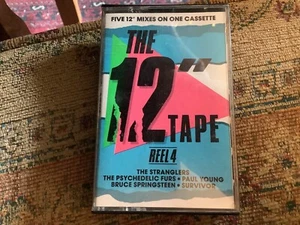 FIVE 12" MIXES ON ONE CASSETTE
THE
12"
TAPE
REEL 4
THE STRANGLERS
THE PSYCHEDELIC FURS • PAUL YOUNG
BRUCE SPRINGSTEEN • SURVIVOR